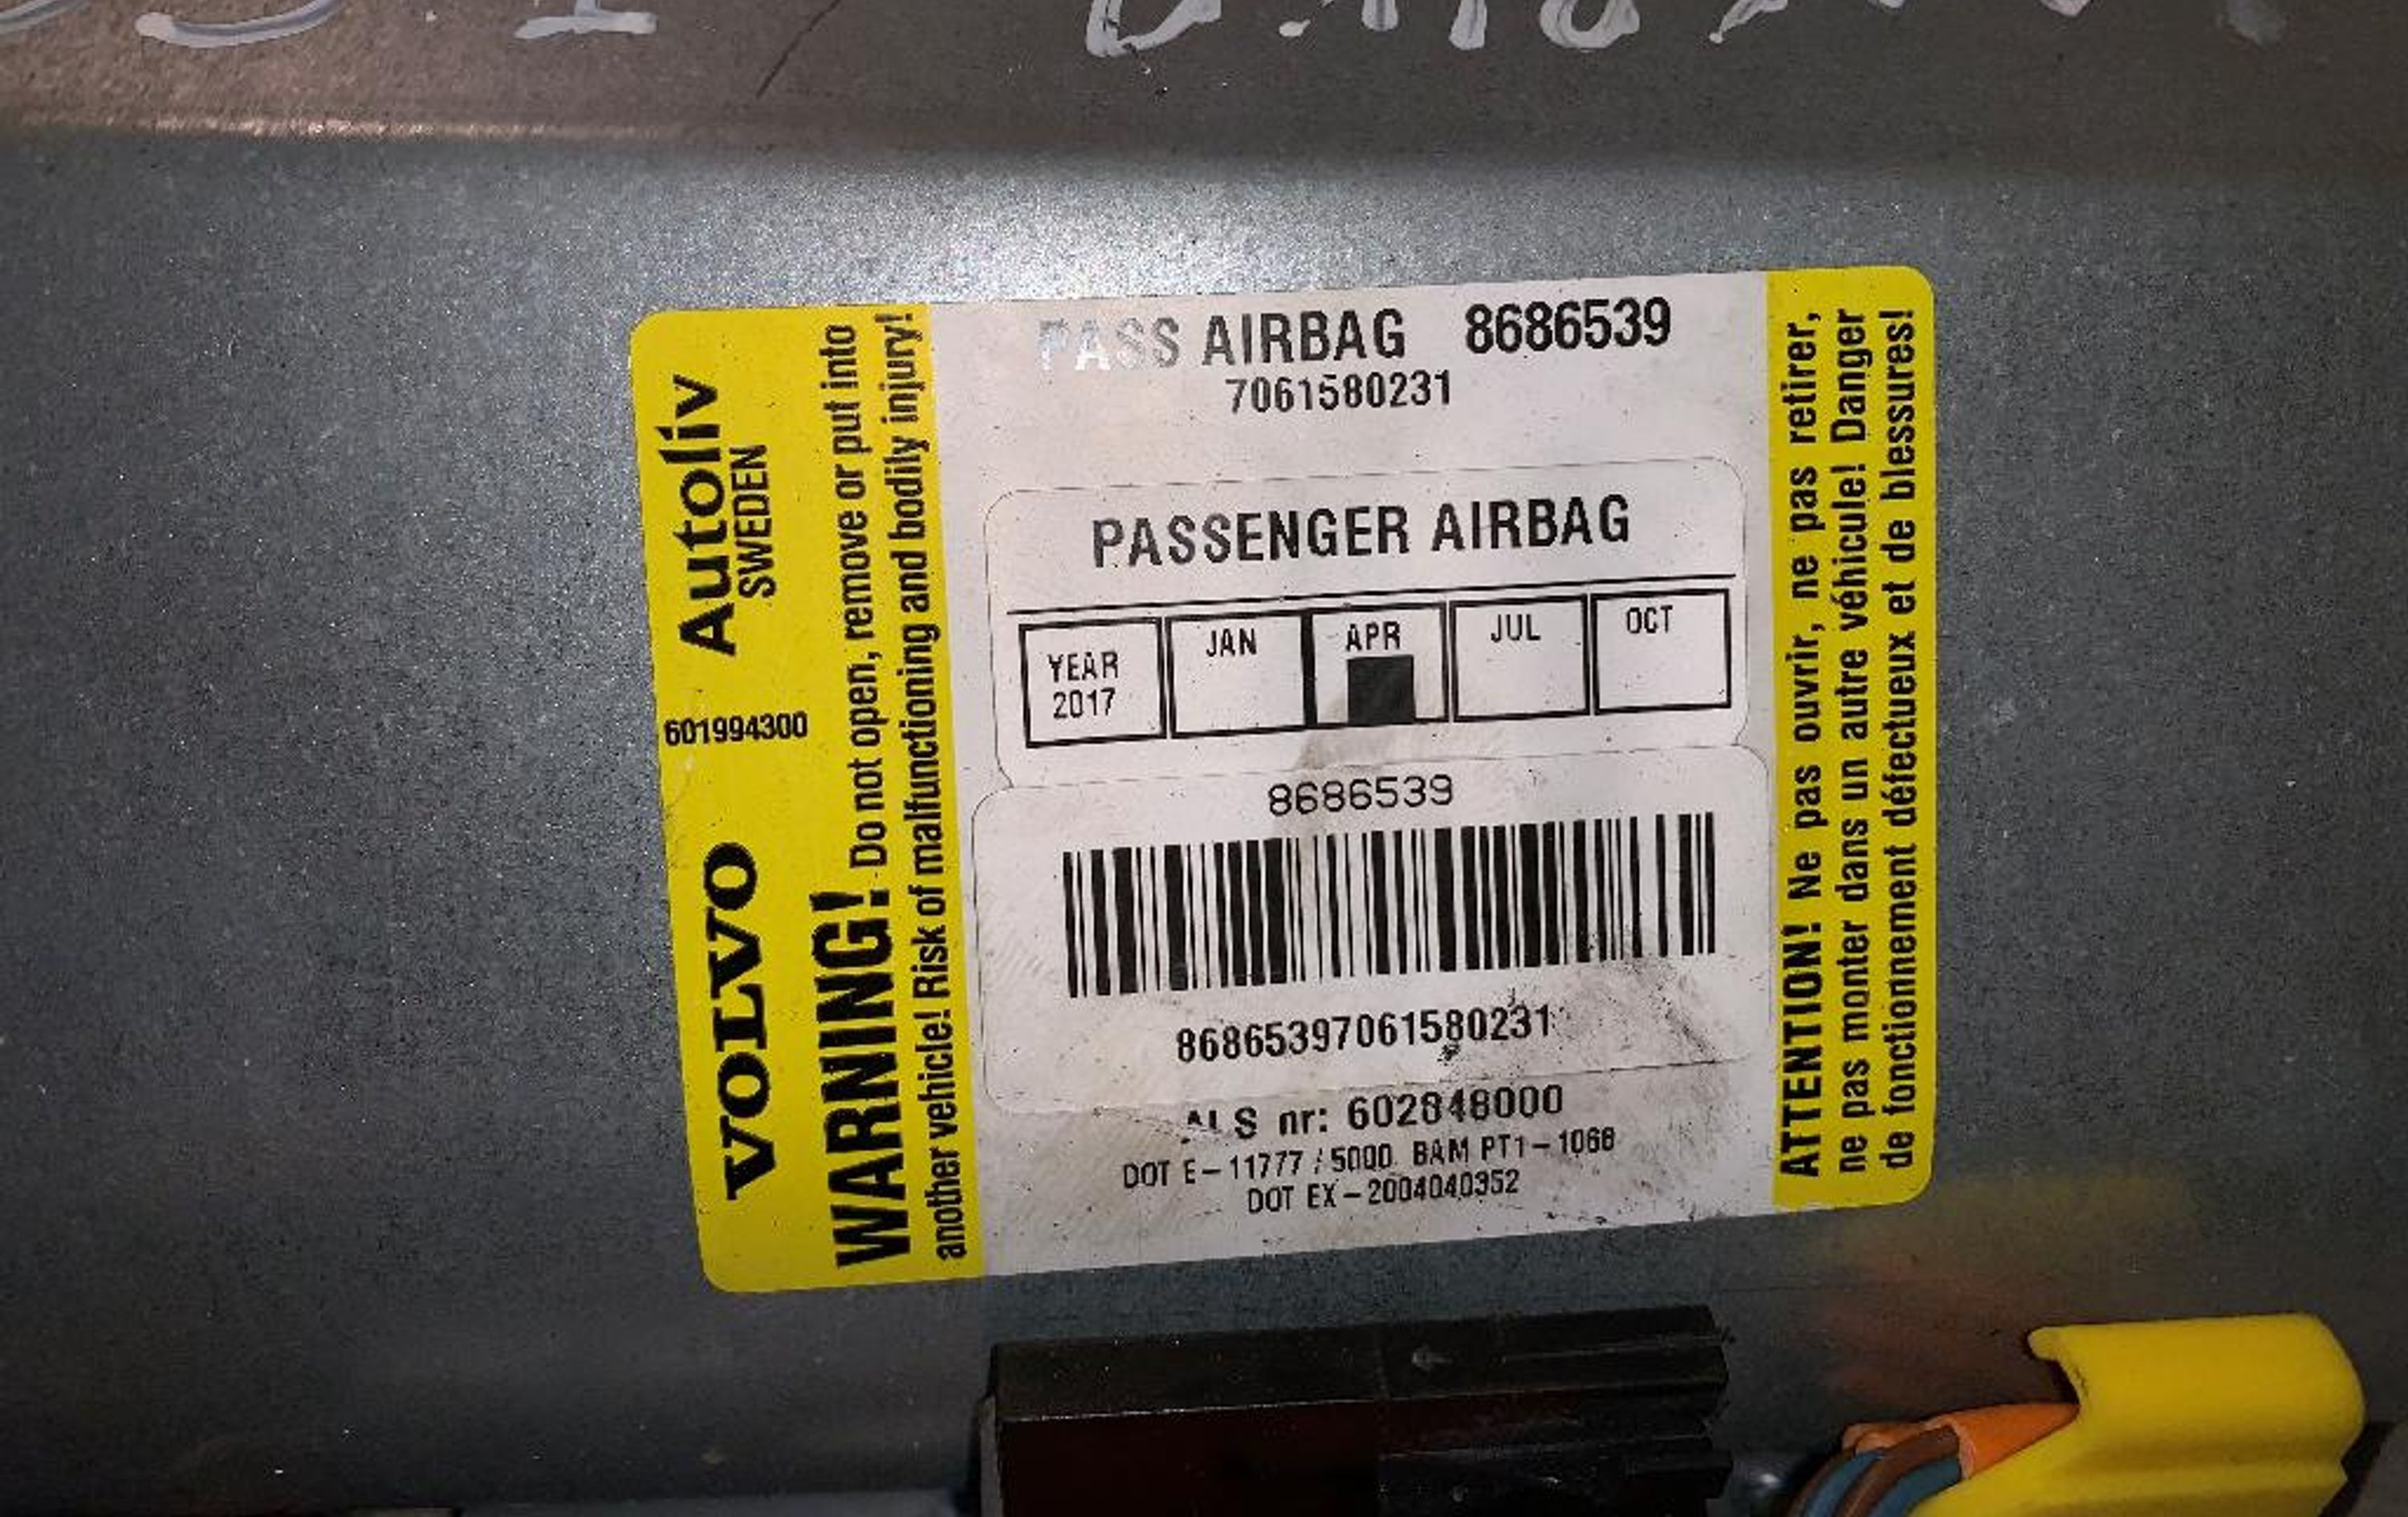 PASS AIRBAG 8686539
7061580231
PASSENGER AIRBAG
YEAR 2017
JAN
APR
JUL
OCT
8686539
86865397061580231
ALS nr: 602848000
DOT E-11777 / 5000 BAM PT1-1068
DOT EX-2004040352
VOLVO 601994300 Autoliv
SWEDEN
WARNING! Do not open, remove or put into
another vehicle! Risk of malfunctioning and bodily injury!
ATTENTION! Ne pas ouvrir, ne pas retirer,
ne pas monter dans un autre véhicule! Danger
de fonctionnement défectueux et de blessures!